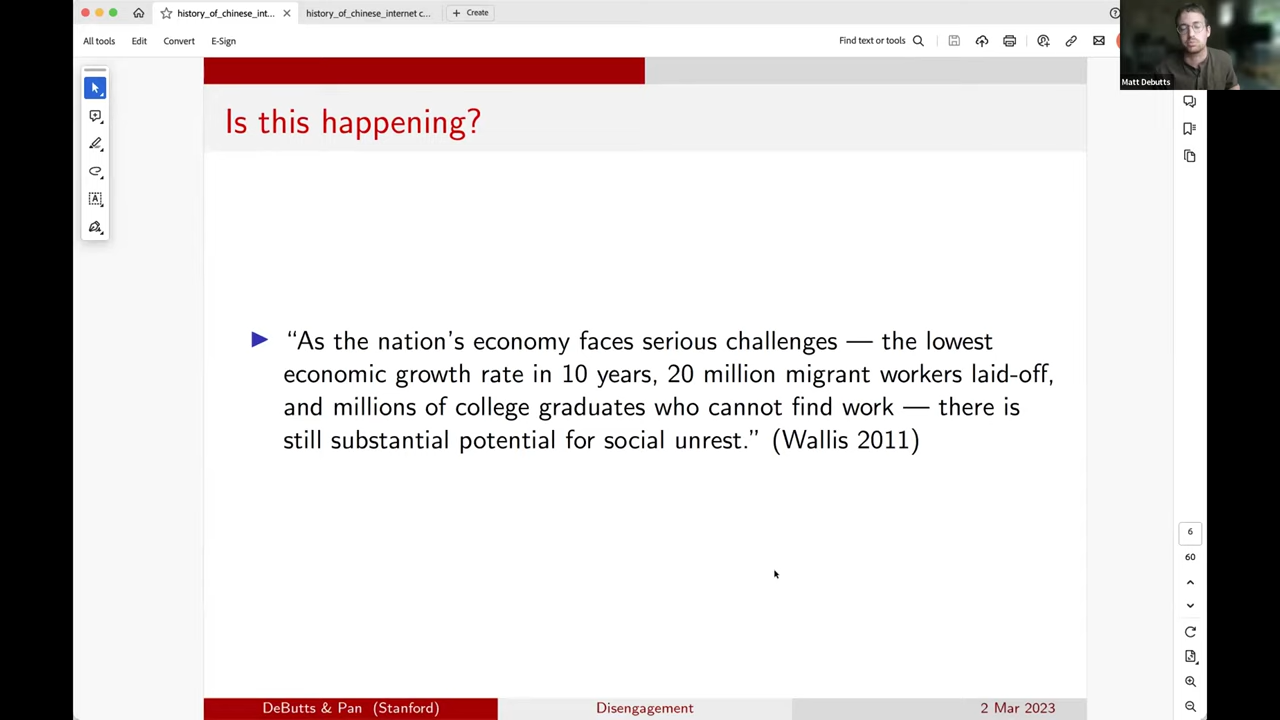 history_of_chinese_int...
history_of_chinese_internet c...
Create
All tools
Edit
Convert
E-Sign
Find text or tools
Matt Debutts
Is this happening?
“As the nation’s economy faces serious challenges — the lowest
economic growth rate in 10 years, 20 million migrant workers laid-off,
and millions of college graduates who cannot find work — there is
still substantial potential for social unrest.” (Wallis 2011)
6
60
DeButts & Pan (Stanford)
Disengagement
2 Mar 2023